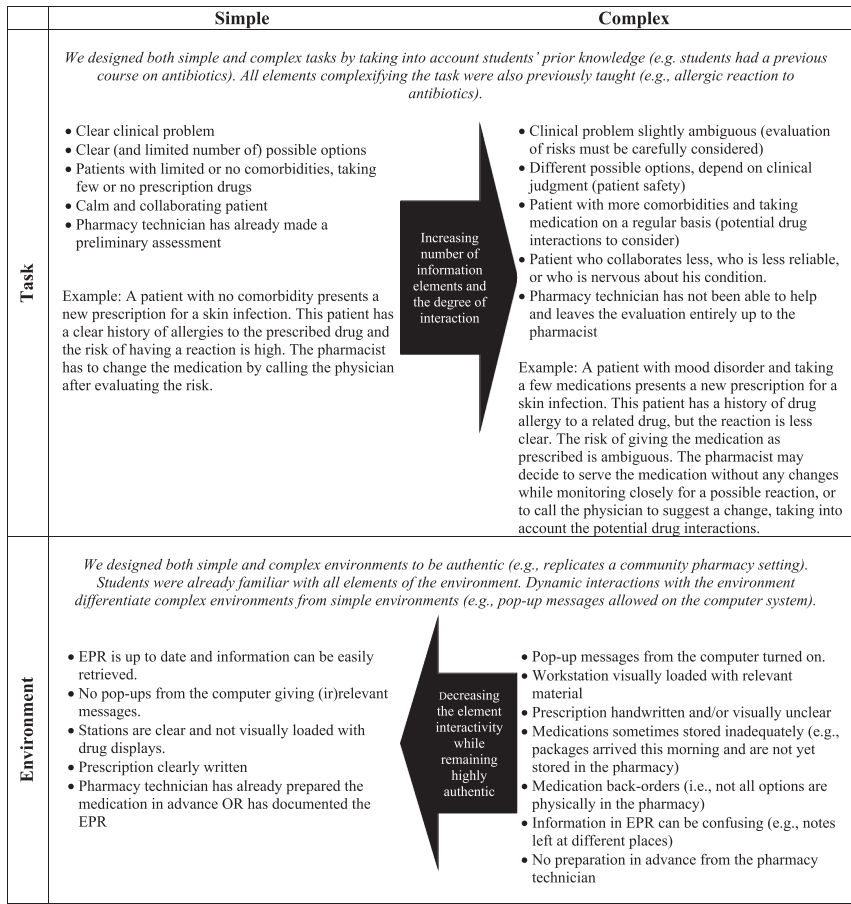 Simple
Complex
Task
We designed both simple and complex tasks by taking into account students' prior knowledge (e.g. students had a previous
course on antibiotics). All elements complexifying the task were also previously taught (e.g., allergic reaction to
antibiotics).
• Clear clinical problem
• Clear (and limited number of) possible options
• Patients with limited or no comorbidities, taking
few or no prescription drugs
• Calm and collaborating patient
• Pharmacy technician has already made a
preliminary assessment
Example: A patient with no comorbidity presents a
new prescription for a skin infection. This patient has
a clear history of allergies to the prescribed drug and
the risk of having a reaction is high. The pharmacist
has to change the medication by calling the physician
after evaluating the risk.
Increasing
number of
information
elements and
the degree of
interaction
• Clinical problem slightly ambiguous (evaluation
of risks must be carefully considered)
• Different possible options, depend on clinical
judgment (patient safety)
• Patient with more comorbidities and taking
medication on a regular basis (potential drug
interactions to consider)
• Patient who collaborates less, who is less reliable,
or who is nervous about his condition.
• Pharmacy technician has not been able to help
and leaves the evaluation entirely up to the
pharmacist
Example: A patient with mood disorder and taking
a few medications presents a new prescription for a
skin infection. This patient has a history of drug
allergy to a related drug, but the reaction is less
clear. The risk of giving the medication as
prescribed is ambiguous. The pharmacist may
decide to serve the medication without any changes
while monitoring closely for a possible reaction, or
to call the physician to suggest a change, taking into
account the potential drug interactions.
Environment
We designed both simple and complex environments to be authentic (e.g., replicates a community pharmacy setting).
Students were already familiar with all elements of the environment. Dynamic interactions with the environment
differentiate complex environments from simple environments (e.g., pop-up messages allowed on the computer system).
• EPR is up to date and information can be easily
retrieved.
• No pop-ups from the computer giving (ir)relevant
messages.
• Stations are clear and not visually loaded with
drug displays.
• Prescription clearly written
• Pharmacy technician has already prepared the
medication in advance OR has documented the
EPR
Decreasing
the element
interactivity
while
remaining
highly
authentic
• Pop-up messages from the computer turned on.
• Workstation visually loaded with relevant
material
• Prescription handwritten and/or visually unclear
• Medications sometimes stored inadequately (e.g.,
packages arrived this morning and are not yet
stored in the pharmacy)
• Medication back-orders (i.e., not all options are
physically in the pharmacy)
• Information in EPR can be confusing (e.g., notes
left at different places)
• No preparation in advance from the pharmacy
technician